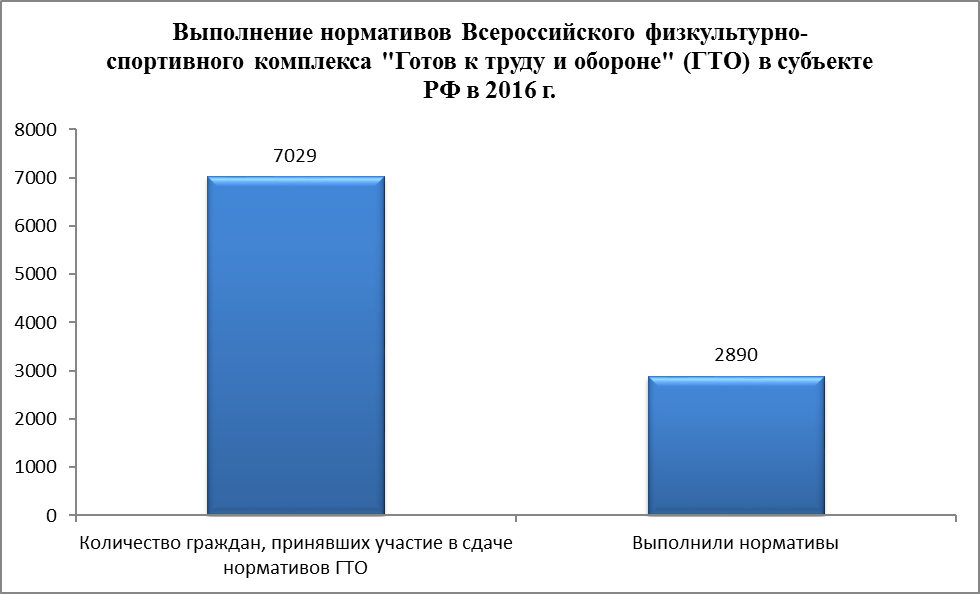 Выполнение нормативов Всероссийского физкультурно-
спортивного комплекса "Готов к труду и обороне" (ГТО) в субъекте
РФ в 2016 г.
8000
7000
6000
5000
4000
3000
2000
1000
0
7029
2890
Количество граждан, принявших участие в сдаче
нормативов ГТО
Выполнили нормативы